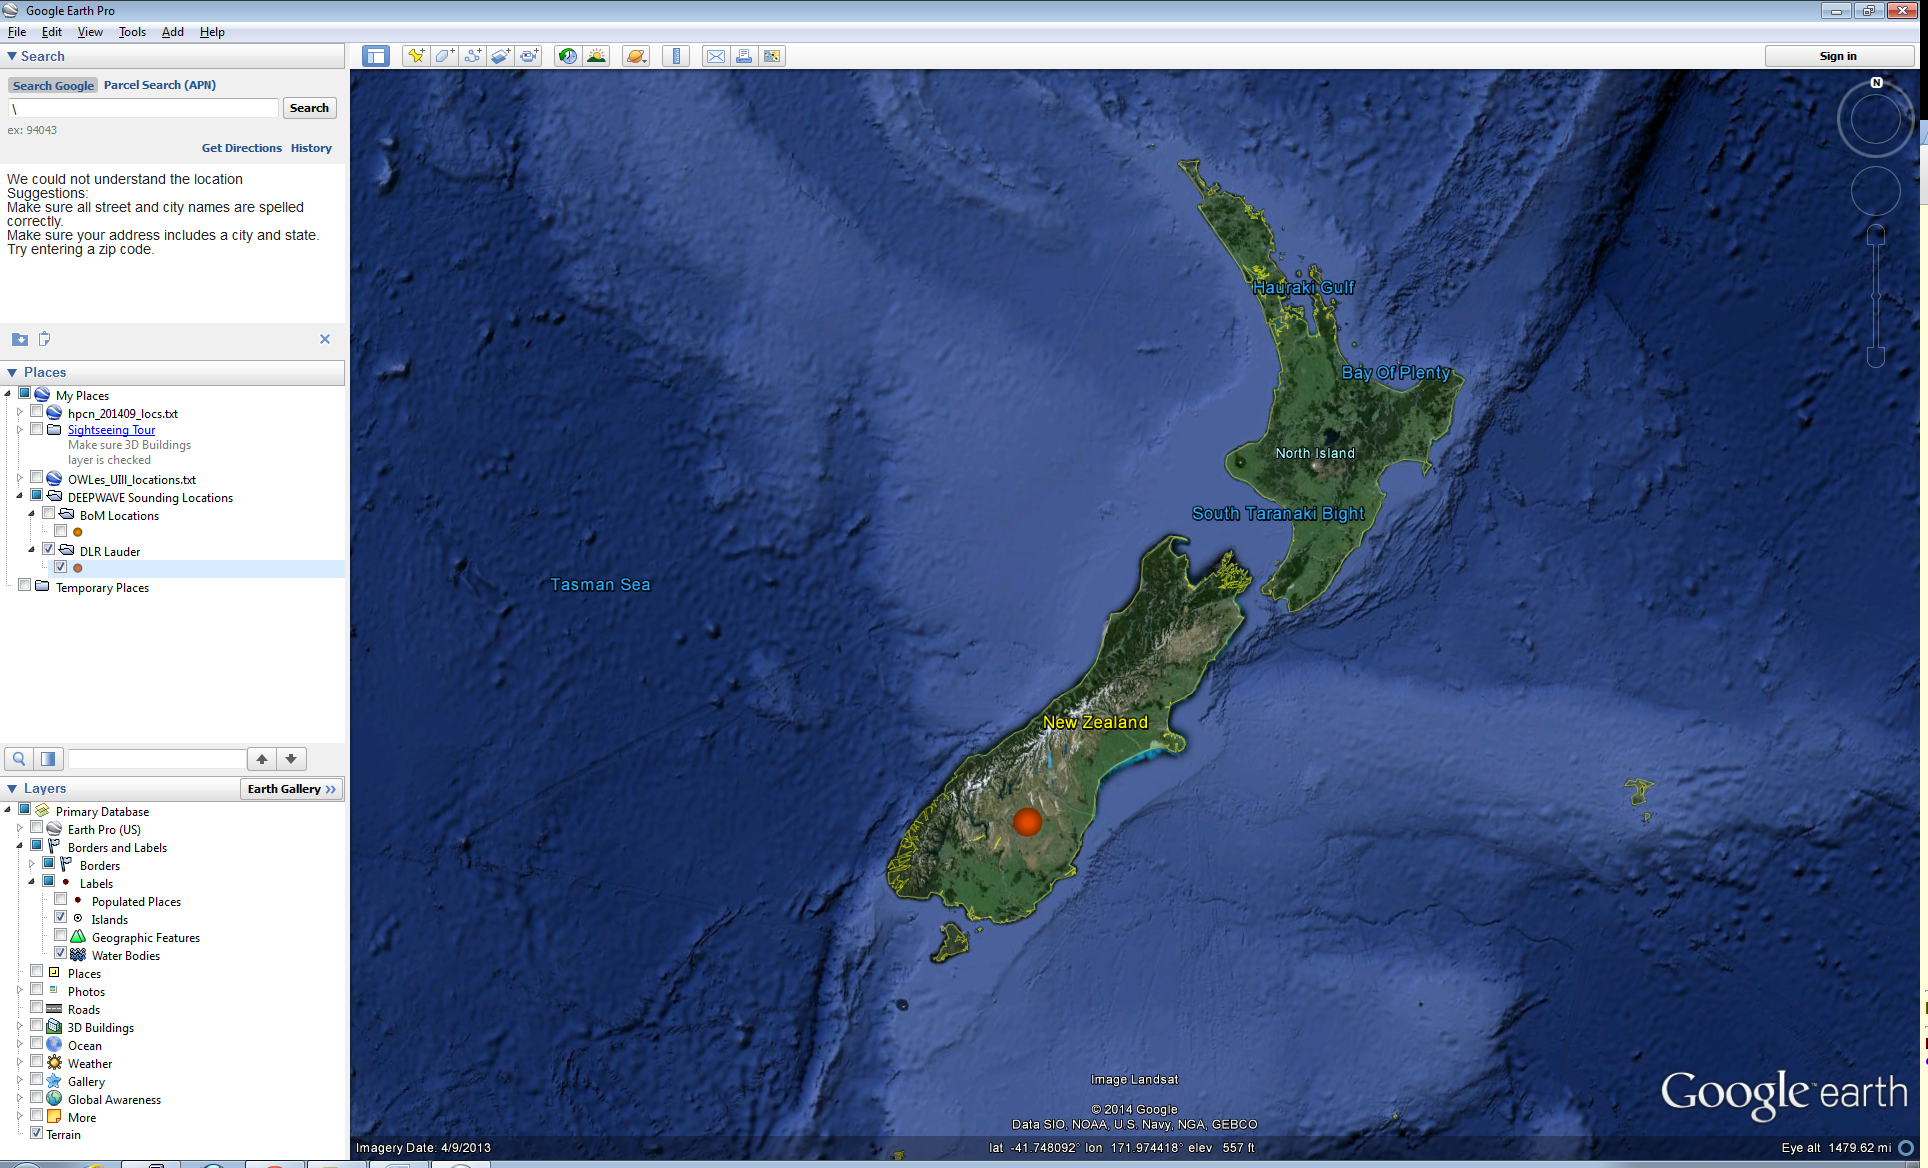 Google Earth Pro
File Edit View Tools Add Help
Search
Search Google Parcel Search (APN)
\
Search
ex: 94043
Get Directions History
We could not understand the location
Suggestions:
Make sure all street and city names are spelled
correctly.
Make sure your address includes a city and state.
Try entering a zip code.
Places
My Places
hpcn_201409_locs.txt
Sightseeing Tour
Make sure 3D Buildings
layer is checked
OWLes_UIll_locations.txt
DEEPWAVE Sounding Locations
BoM Locations
DLR Lauder
Temporary Places
Layers
Earth Gallery >>
Primary Database
Earth Pro (US)
Borders and Labels
Borders
Labels
Populated Places
Islands
Geographic Features
Water Bodies
Places
Photos
Roads
3D Buildings
Ocean
Weather
Gallery
Global Awareness
More
Terrain
Sign in
N
Hauraki Gulf
Bay Of Plenty
North Island
South Taranaki Bight
Tasman Sea
New Zealand
Image Landsat
© 2014 Google
Data SIO, NOAA, U.S. Navy, NGA, GEBCO
Google earth
Imagery Date: 4/9/2013
lat -41.748092° lon 171.974418° elev 557 ft
Eye alt 1479.62 mi